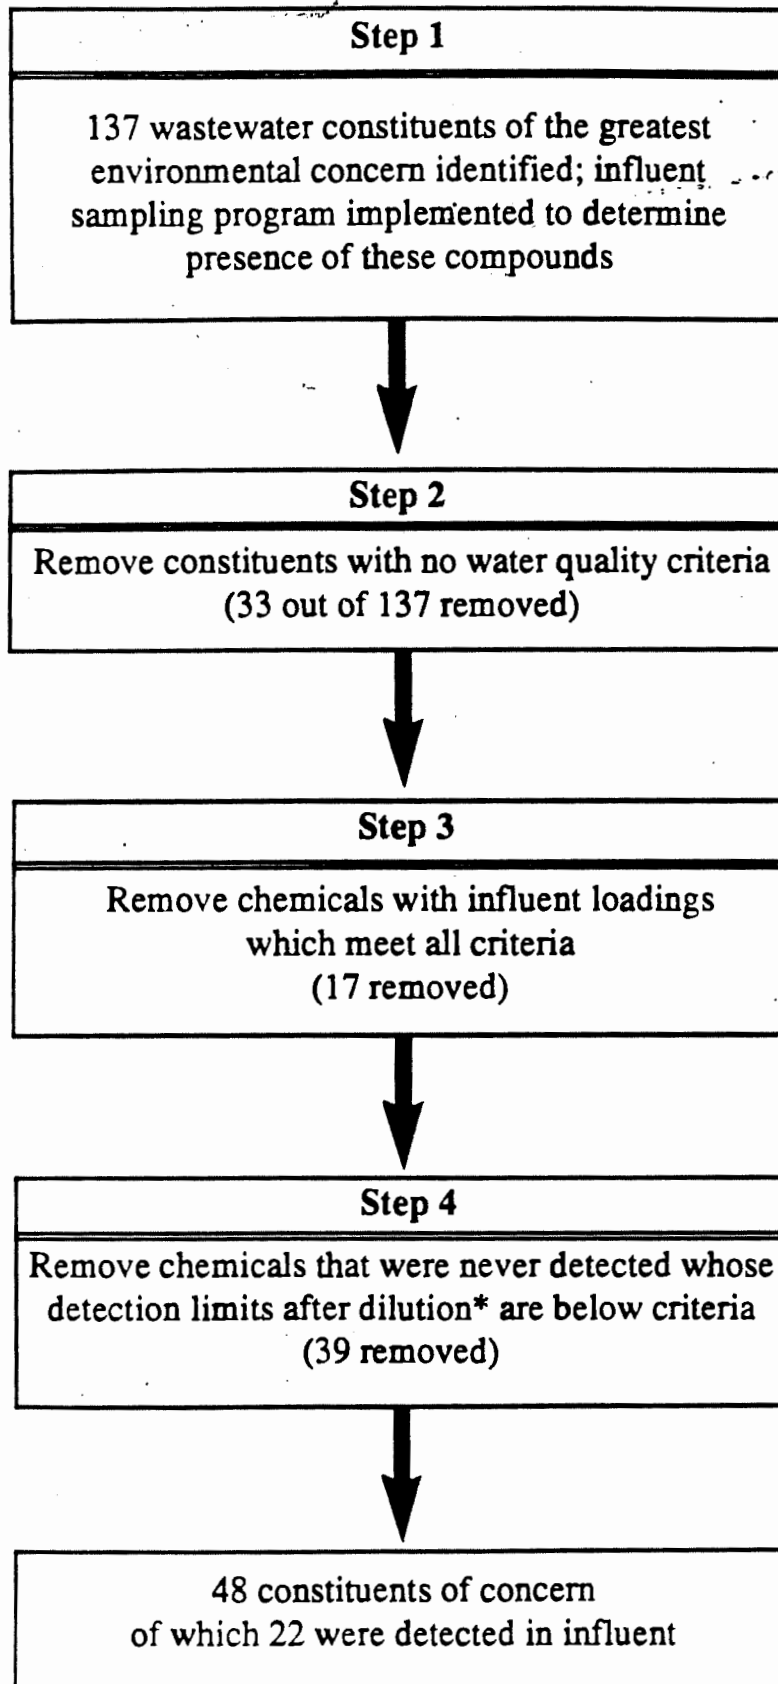 Step 1
137 wastewater constituents of the greatest
environmental concern identified; influent
sampling program implemented to determine
presence of these compounds
Step 2
Remove constituents with no water quality criteria
(33 out of 137 removed)
Step 3
Remove chemicals with influent loadings
which meet all criteria
(17 removed)
Step 4
Remove chemicals that were never detected whose
detection limits after dilution* are below criteria
(39 removed)
48 constituents of concern
of which 22 were detected in influent